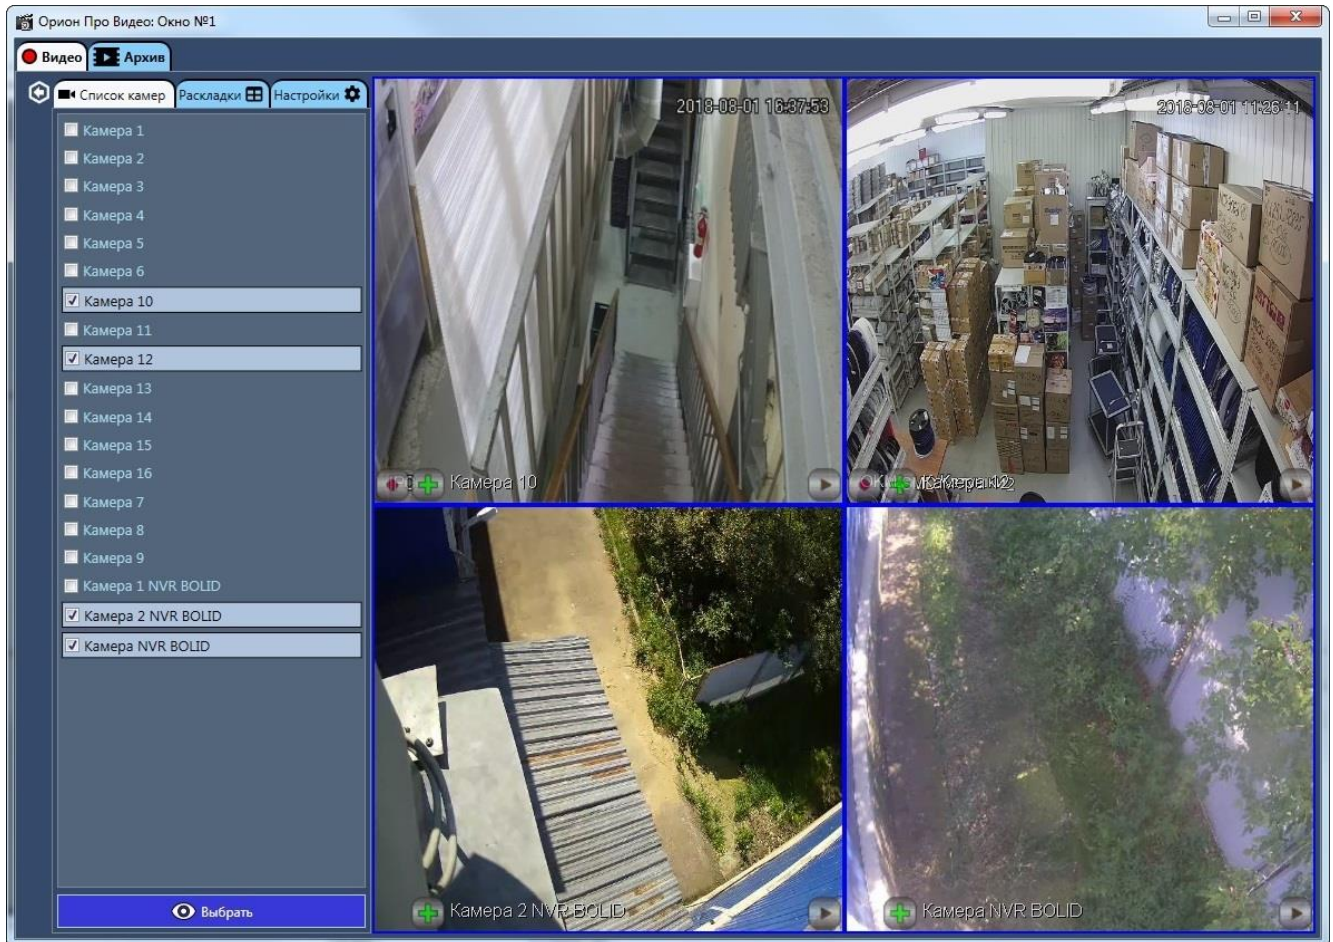 Орион Про Видео: Окно №1
Видео
Архив
Список камер
Раскладки
Настройки
Камера 1
Камера 2
Камера 3
Камера 4
Камера 5
Камера 6
Камера 10
Камера 11
Камера 12
Камера 13
Камера 14
Камера 15
Камера 16
Камера 7
Камера 8
Камера 9
Камера 1 NVR BOLID
Камера 2 NVR BOLID
Камера NVR BOLID
Выбрать
2018-08-01 16:37:53
2018-08-01 11:26:11
Камера 10
Камера 12
Камера 2 NVR BOLID
Камера NVR BOLID